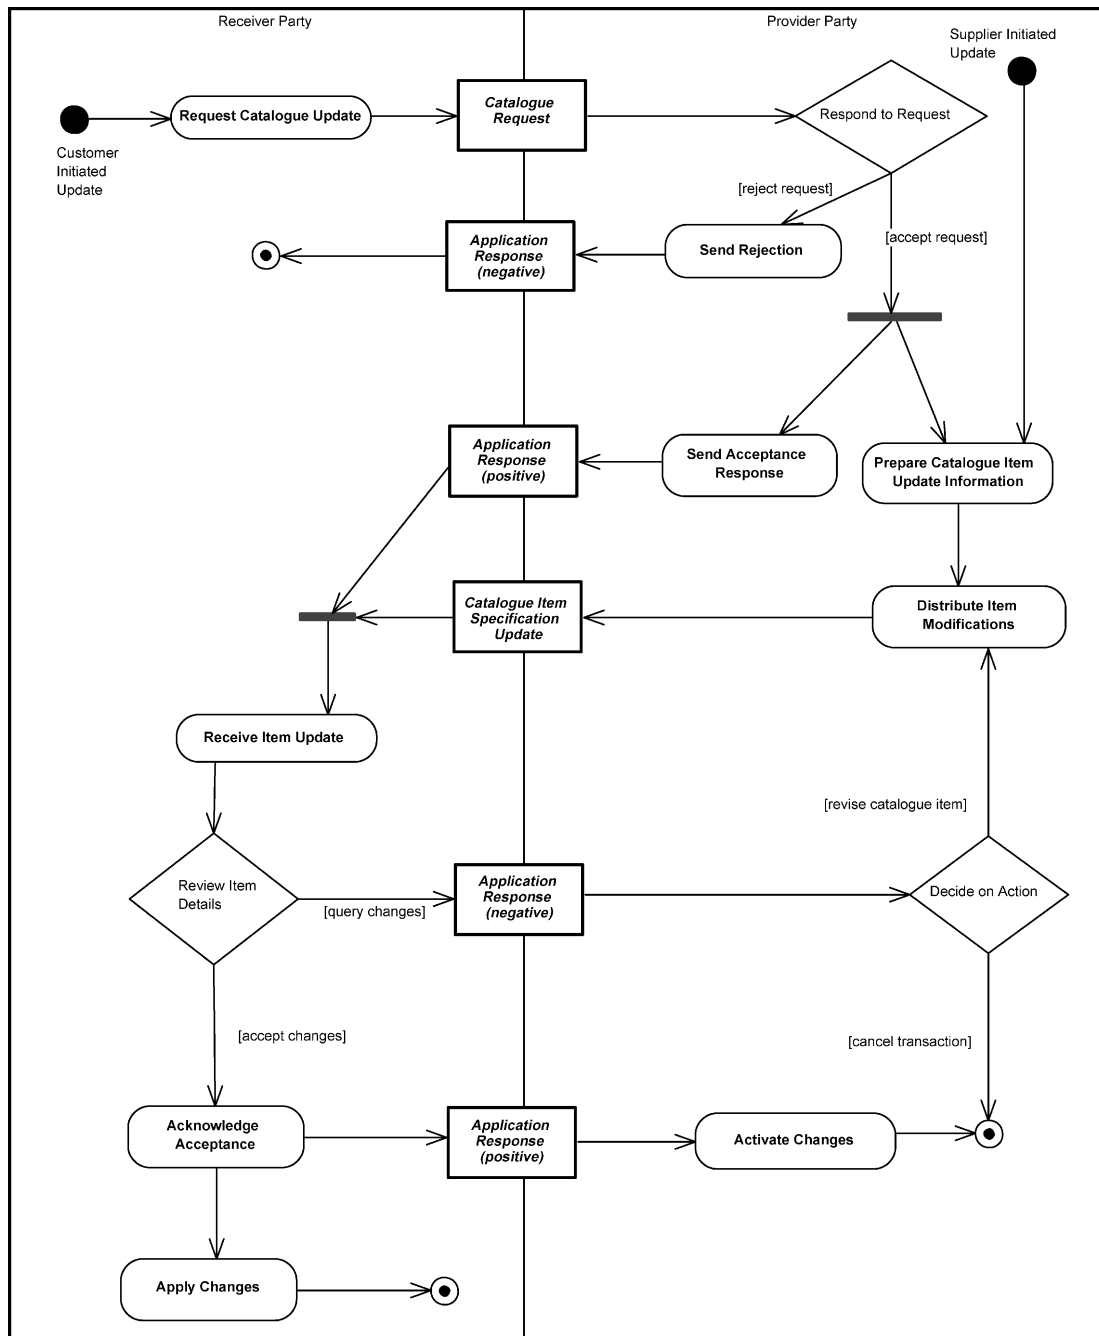 Receiver Party
Provider Party
Supplier Initiated
Update
Request Catalogue Update
Catalogue
Request
Respond to Request
Customer
Initiated
Update
[reject request]
[accept request]
Application
Response
(negative)
Send Rejection
Application
Response
(positive)
Send Acceptance
Response
Prepare Catalogue Item
Update Information
Catalogue Item
Specification
Update
Distribute Item
Modifications
Receive Item Update
[revise catalogue item]
Review Item
Details
[query changes]
Application
Response
(negative)
Decide on Action
[accept changes]
[cancel transaction]
Acknowledge
Acceptance
Application
Response
(positive)
Activate Changes
Apply Changes